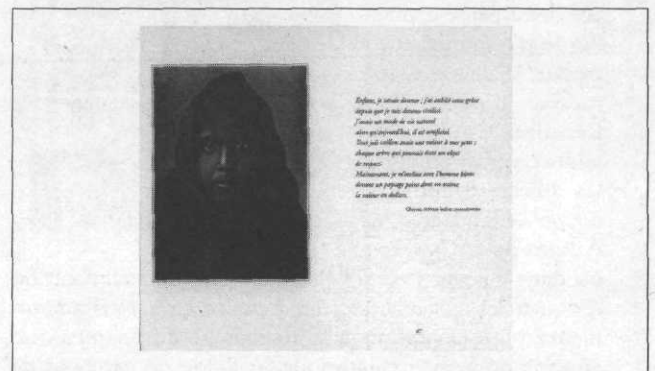 Enfant, je savais donner ; j'ai oublié cette grâce
depuis que je suis devenu civilisé.
J'avais un mode de vie naturel
alors qu'aujourd'hui, il est artificiel.
Tout joli caillou avait une valeur à mes yeux ;
chaque arbre qui poussait était un objet
de respect.
Maintenant, je m'incline avec l'homme blanc
devant un paysage peint dont on estime
la valeur en dollars.